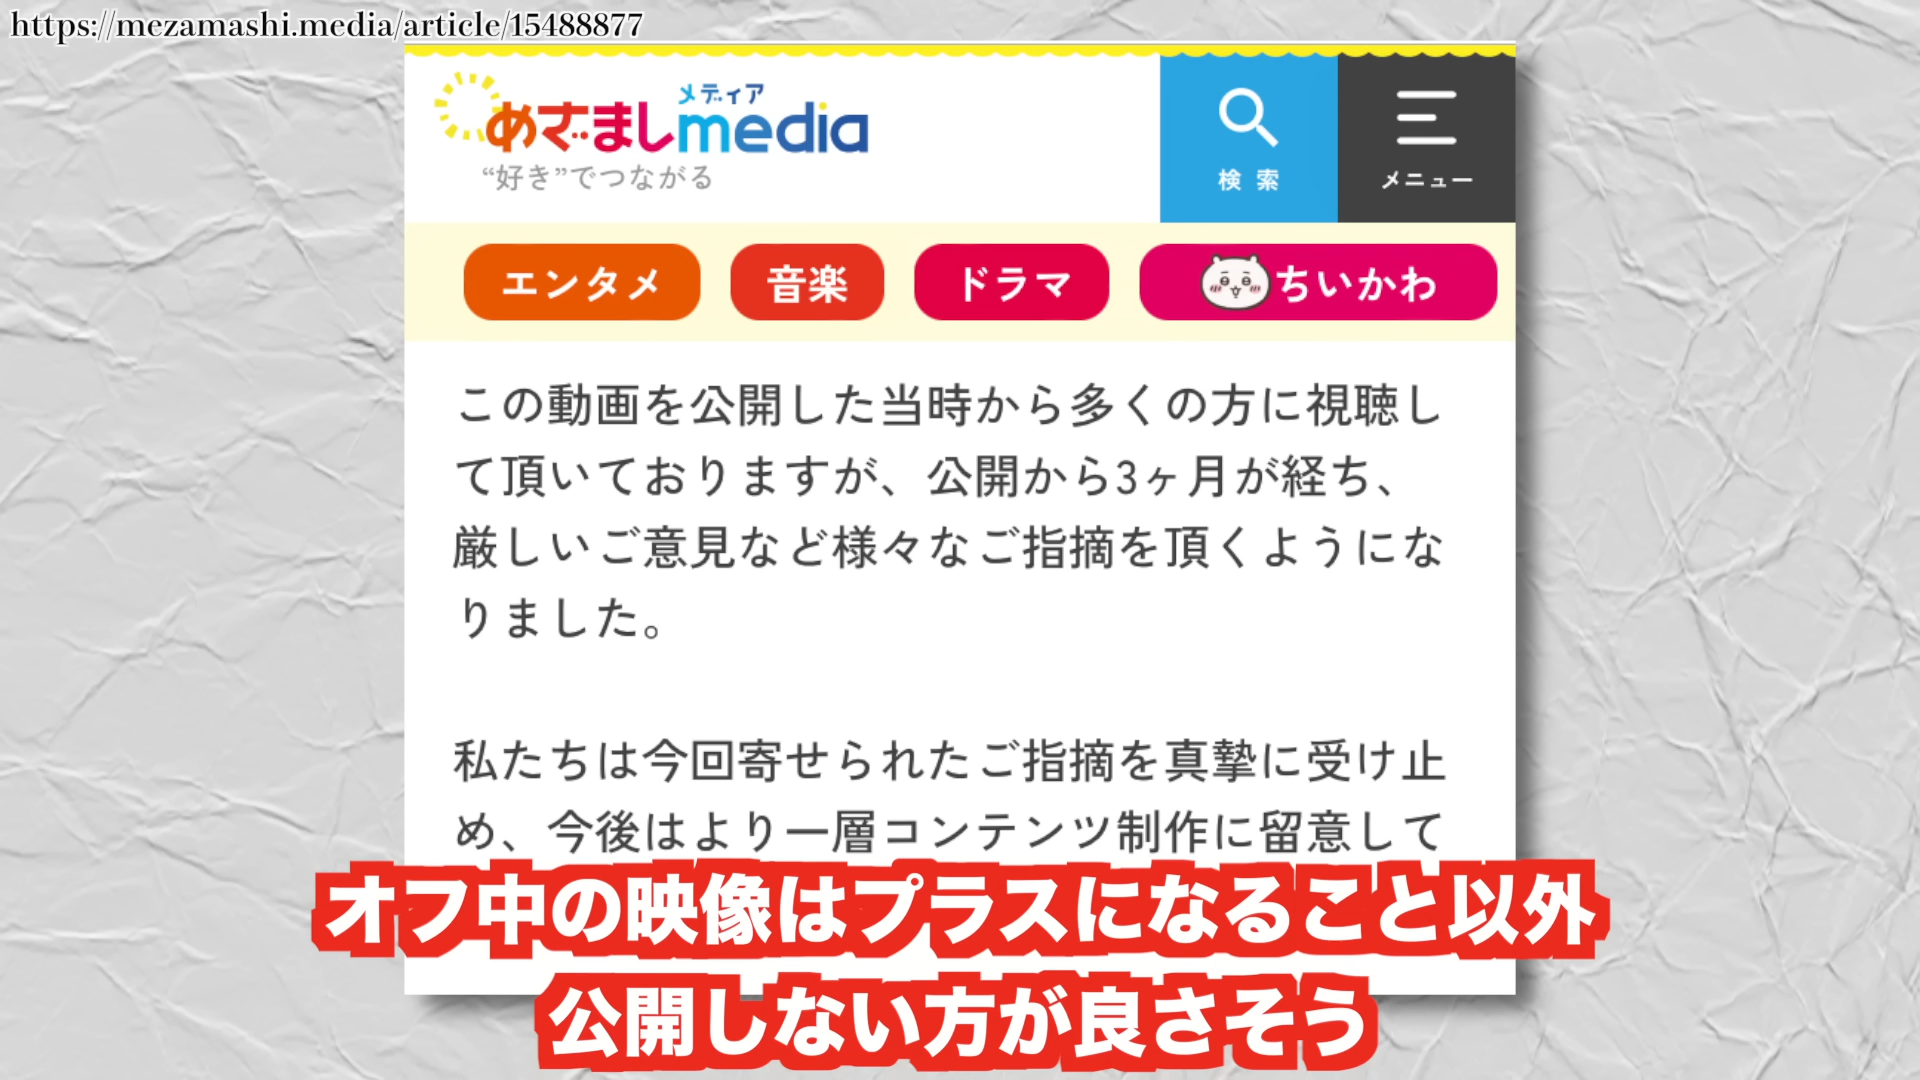 https://mezamashi.media/article/15488877
メディア
めざましmedia
“好き”でつながる
検索
メニュー
エンタメ
音楽
ドラマ
ちいかわ
この動画を公開した当時から多くの方に視聴し
て頂いておりますが、公開から3ヶ月が経ち、
厳しいご意見など様々なご指摘を頂くようにな
りました。
私たちは今回寄せられたご指摘を真摯に受け止
め、今後はより一層コンテンツ制作に留意して
オフ中の映像はプラスになること以外
公開しない方が良さそう